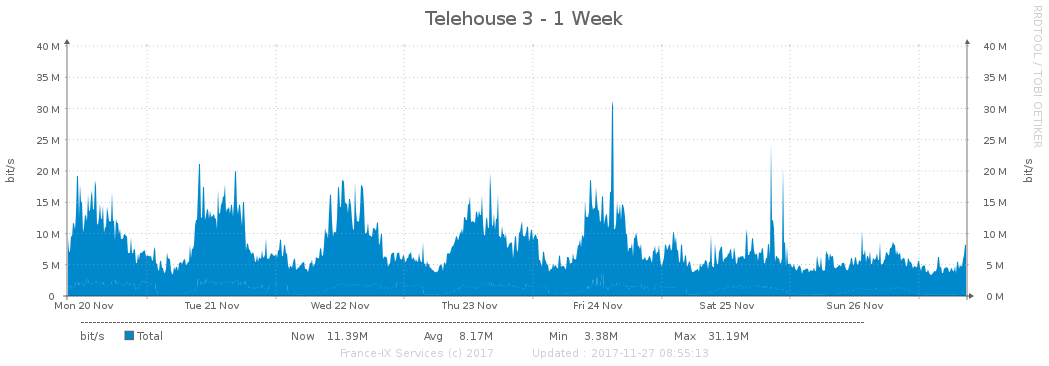 Telehouse 3 - 1 Week
RRDTOOL / TOBI OETIKER
bit/s
40 M
35 M
30 M
25 M
20 M
15 M
10 M
5 M
0
40 M
35 M
30 M
25 M
20 M
15 M
10 M
5 M
0 M
bit/s
Mon 20 Nov Tue 21 Nov Wed 22 Nov Thu 23 Nov Fri 24 Nov Sat 25 Nov Sun 26 Nov
bit/s Total Now 11.39M Avg 8.17M Min 3.38M Max 31.19M
France-IX Services (c) 2017 Updated : 2017-11-27 08:55:13